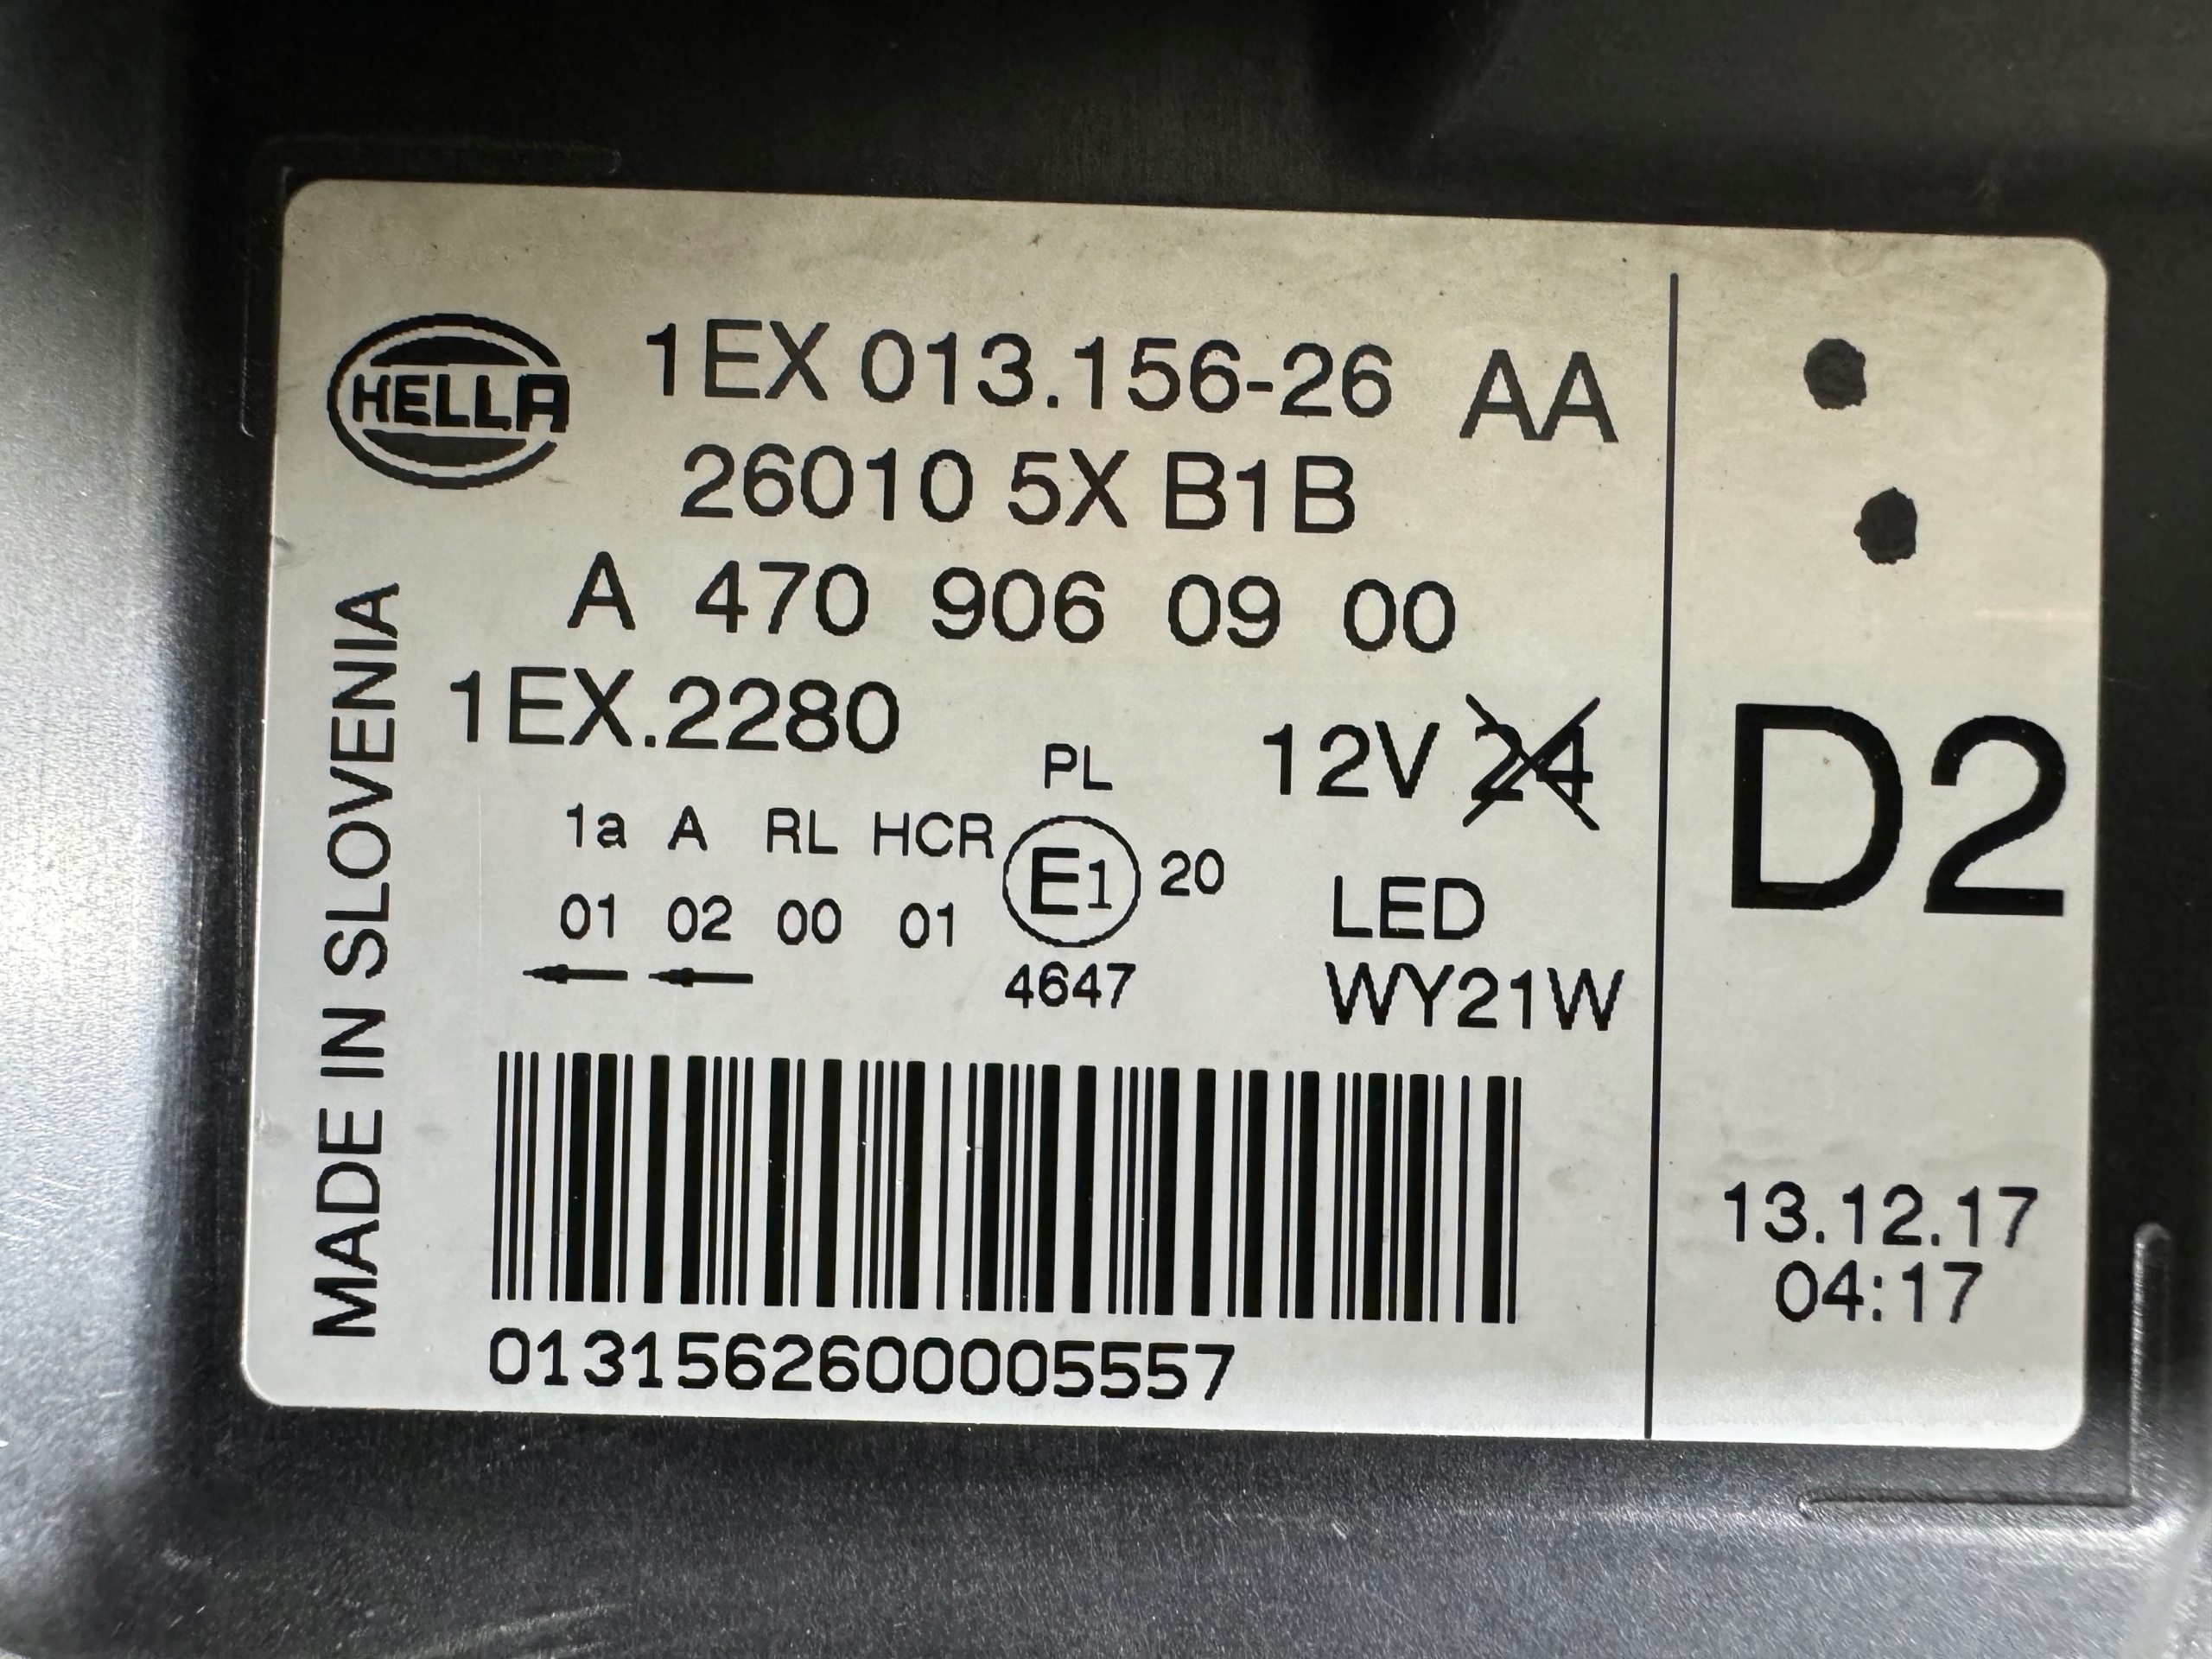 HELLA
1EX 013.156-26 AA
26010 5X B1B
A 470 906 09 00
1EX.2280
12V 24
PL
1a A RL HCR E1 20
01 02 00 01
4647
LED
WY21W
MADE IN SLOVENIA
0131562600005557
D2
13.12.17
04:17